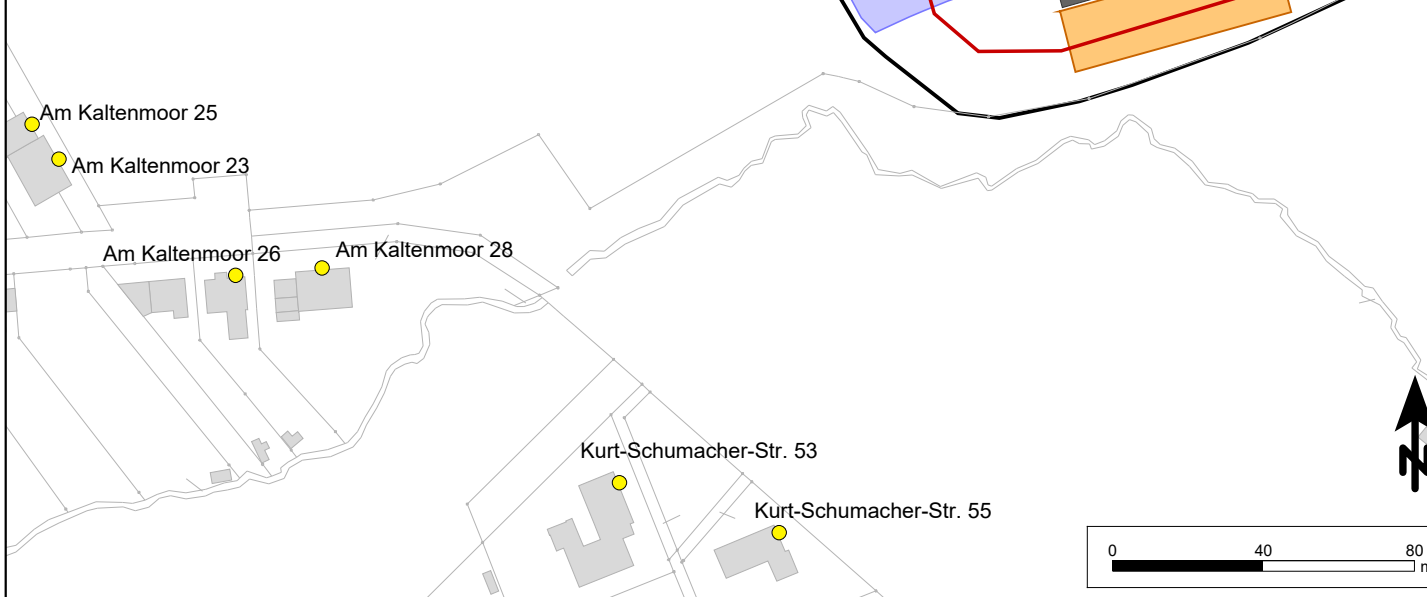 Am Kaltenmoor 25
Am Kaltenmoor 23
Am Kaltenmoor 28
Am Kaltenmoor 26
Kurt-Schumacher-Str. 53
Kurt-Schumacher-Str. 55
N
0 40 80